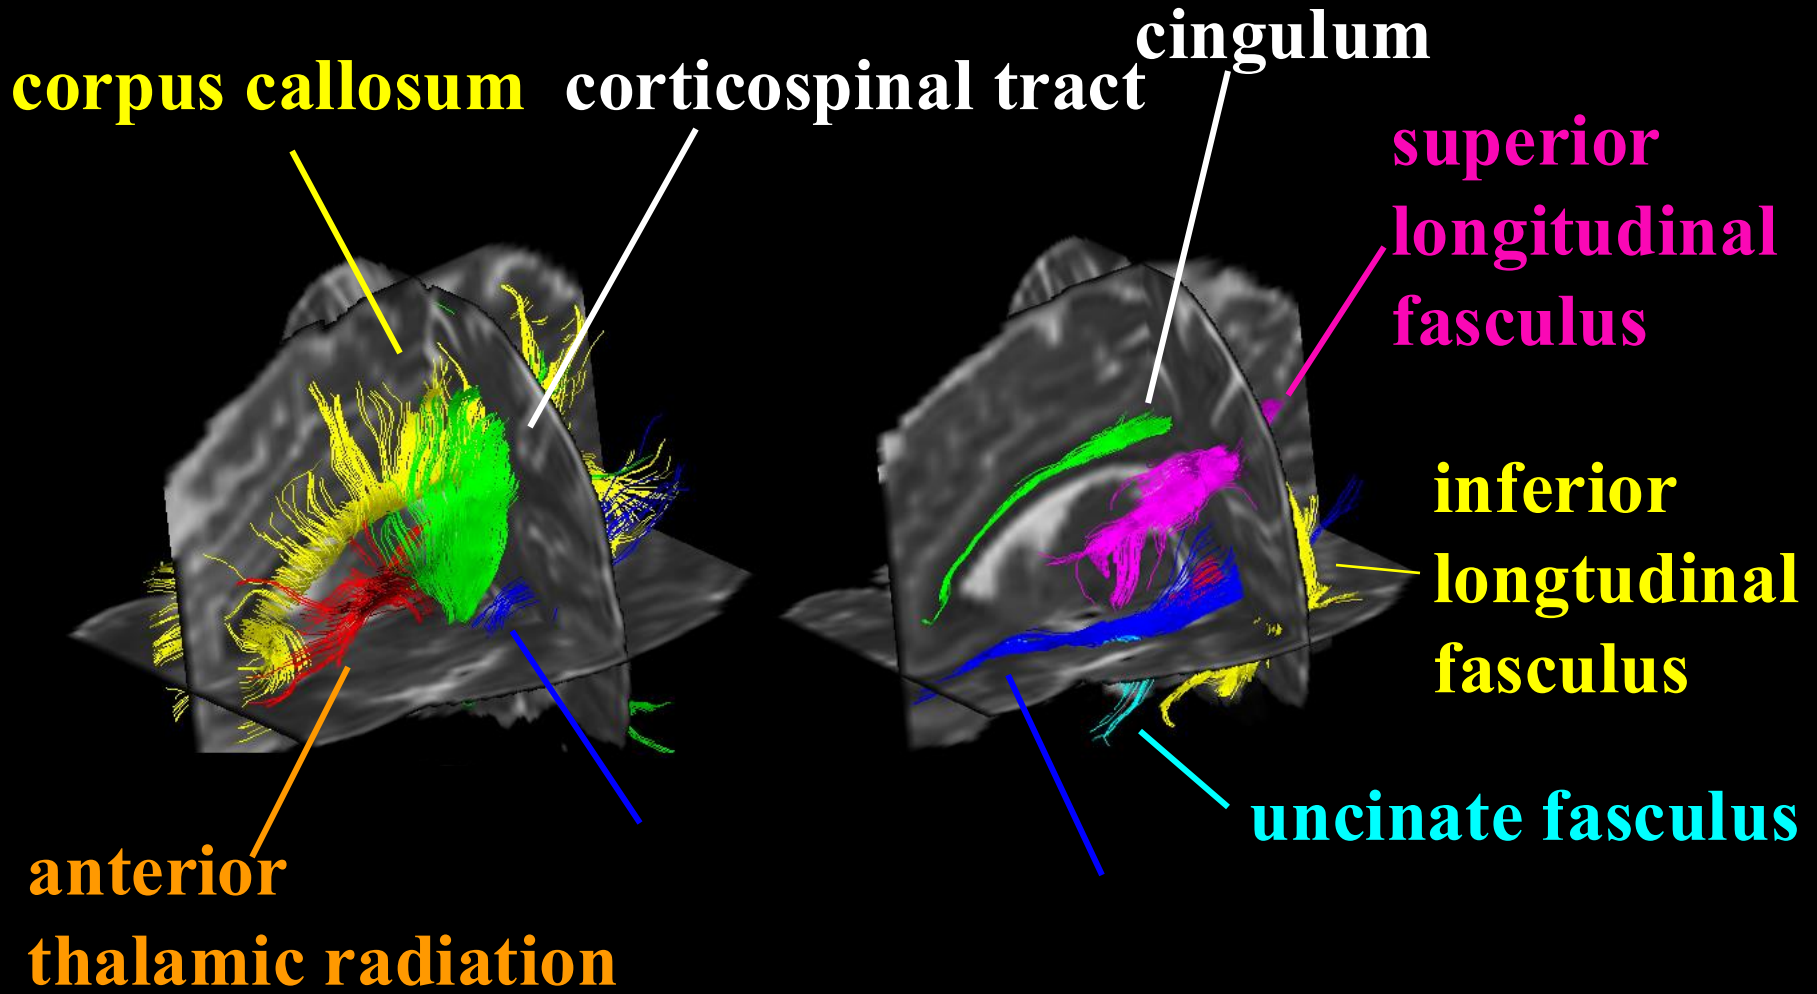 corpus callosum
corticospinal tract
cingulum
superior
longitudinal
fasculus
inferior
longtudinal
fasculus
uncinate fasculus
anterior
thalamic radiation